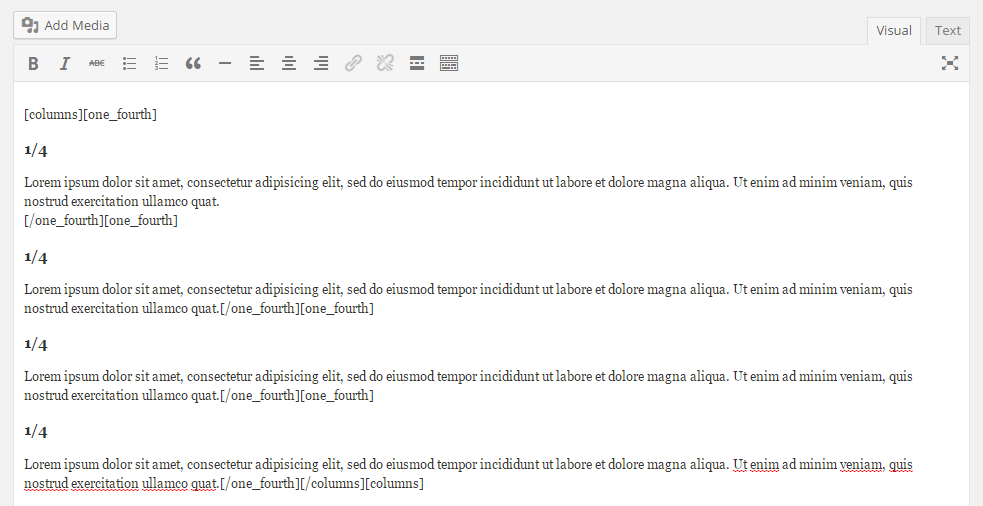 Add Media
Visual Text
B I ABC
[columns][one_fourth]
1/4
Lorem ipsum dolor sit amet, consectetur adipisicing elit, sed do eiusmod tempor incididunt ut labore et dolore magna aliqua. Ut enim ad minim veniam, quis
nostrud exercitation ullamco quat.
[/one_fourth][one_fourth]
1/4
Lorem ipsum dolor sit amet, consectetur adipisicing elit, sed do eiusmod tempor incididunt ut labore et dolore magna aliqua. Ut enim ad minim veniam, quis
nostrud exercitation ullamco quat.[/one_fourth][one_fourth]
1/4
Lorem ipsum dolor sit amet, consectetur adipisicing elit, sed do eiusmod tempor incididunt ut labore et dolore magna aliqua. Ut enim ad minim veniam, quis
nostrud exercitation ullamco quat.[/one_fourth][one_fourth]
1/4
Lorem ipsum dolor sit amet, consectetur adipisicing elit, sed do eiusmod tempor incididunt ut labore et dolore magna aliqua. Ut enim ad minim veniam, quis
nostrud exercitation ullamco quat.[/one_fourth][/columns][columns]